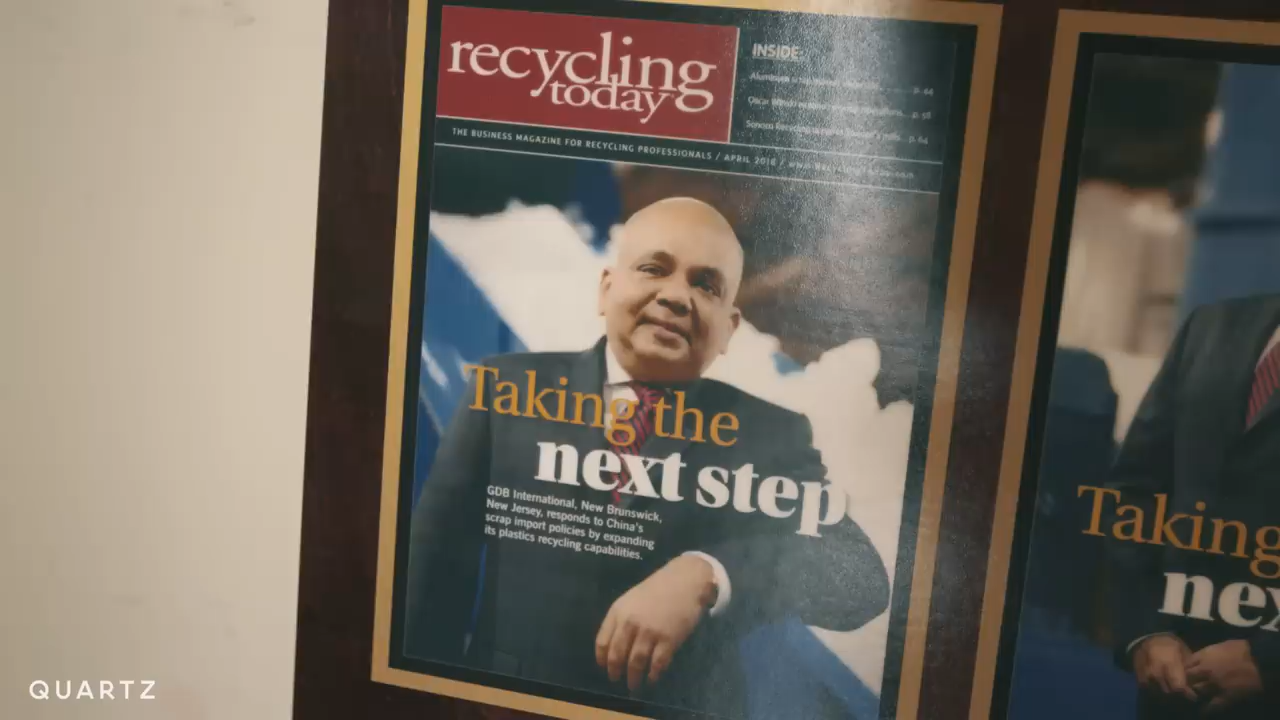 recycling
today
INSIDE:
THE BUSINESS MAGAZINE FOR RECYCLING PROFESSIONALS / APRIL 2018 /
Taking the
next step
GDB International, New Brunswick,
New Jersey, responds to China's
scrap import policies by expanding
its plastics recycling capabilities.
Taking
nex
QUARTZ